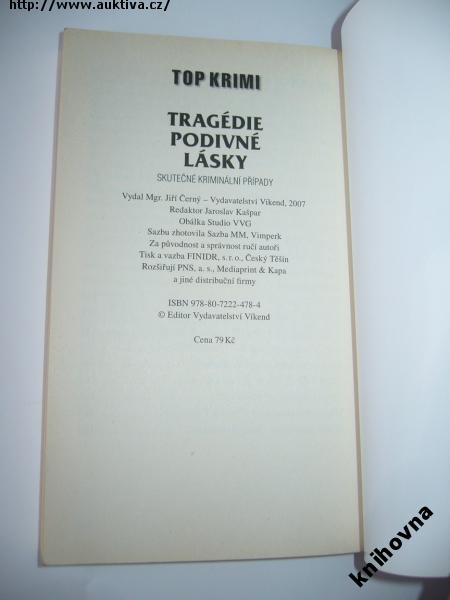 http://www.auktiva.cz/
TOP KRIMI
TRAGÉDIE
PODIVNÉ
LÁSKY
SKUTEČNÉ KRIMINÁLNÍ PŘÍPADY
Vydal Mgr. Jiří Černý – Vydavatelství Víkend, 2007
Redaktor Jaroslav Kašpar
Obálka Studio VVG
Sazbu zhotovila Sazba MM, Vimperk
Za původnost a správnost ručí autoři
Tisk a vazba FINIDR, s. r. o., Český Těšín
Rozšiřují PNS, a. s., Mediaprint & Kapa
a jiné distribuční firmy
ISBN 978-80-7222-478-4
© Editor Vydavatelství Víkend
Cena 79 Kč
knihovna